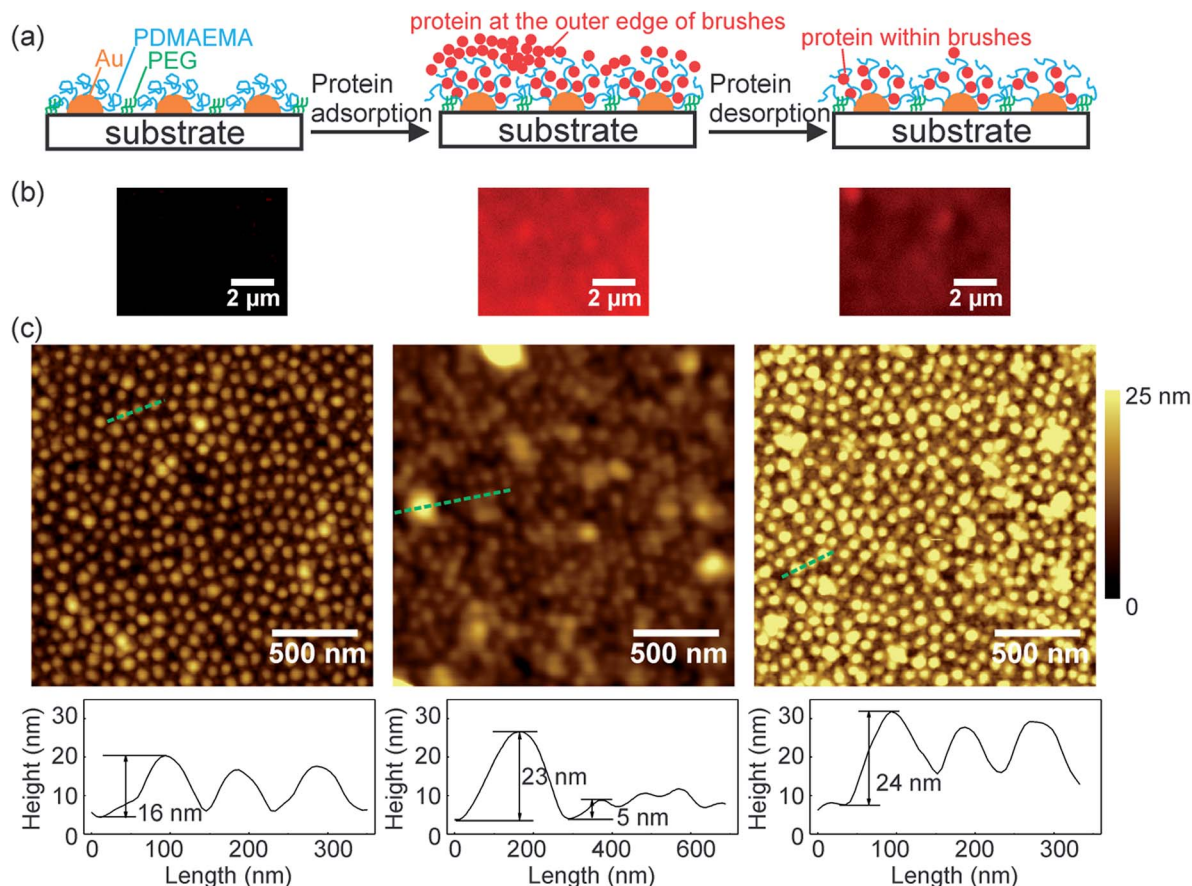 (a)
PDMAEMA
Au
PEG
substrate
Protein
adsorption
protein at the outer edge of brushes
substrate
Protein
desorption
protein within brushes
substrate
(b)
2 µm
2 µm
2 µm
(c)
500 nm
500 nm
500 nm
25 nm
0
Height (nm)
30
20
10
0
16 nm
0 100 200 300
Length (nm)
Height (nm)
30
20
10
0
23 nm
5 nm
0 200 400 600
Length (nm)
Height (nm)
30
20
10
0
24 nm
0 100 200 300
Length (nm)